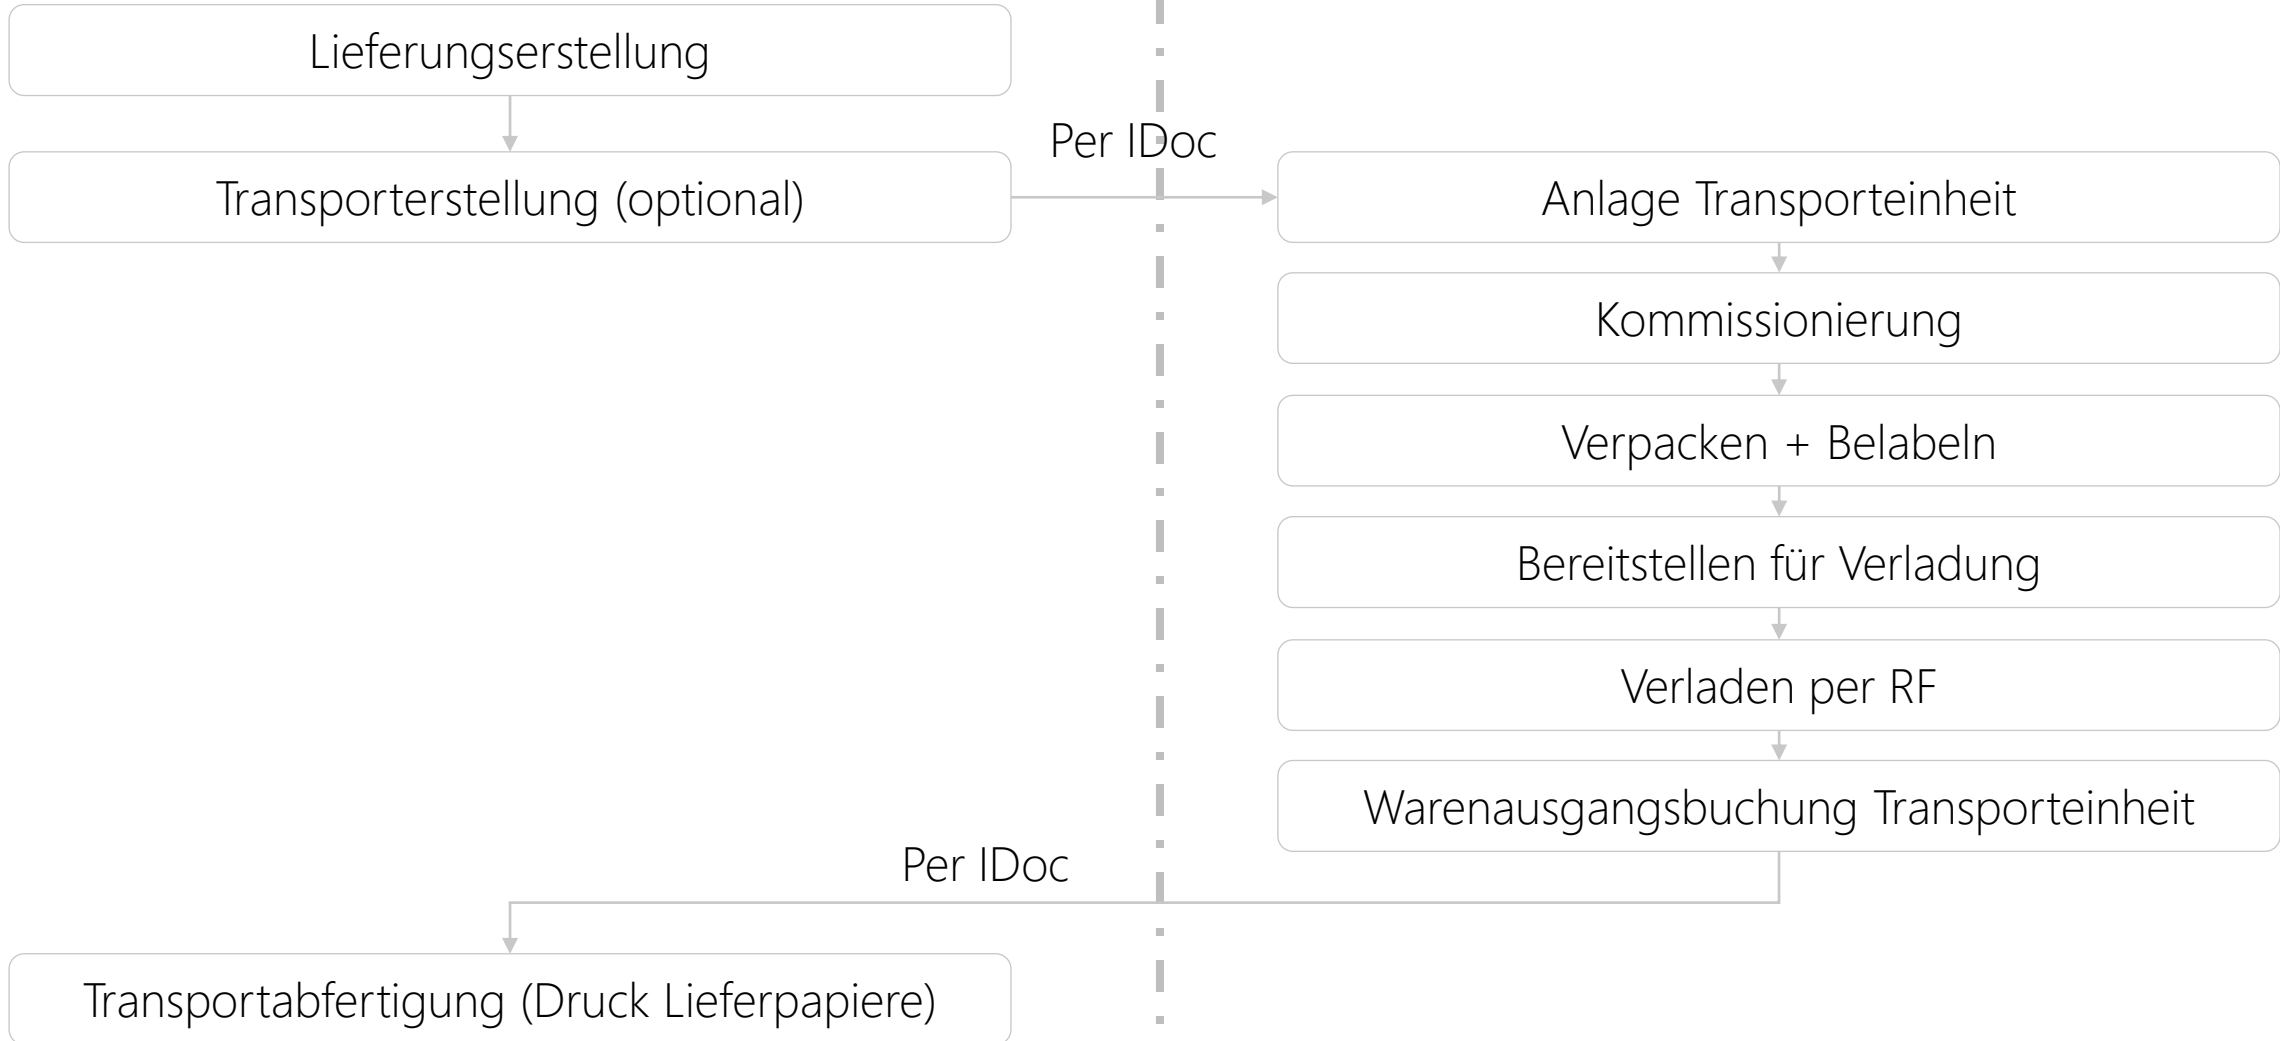 Lieferungserstellung
Per IDoc
Transporterstellung (optional)
Anlage Transporteinheit
Kommissionierung
Verpacken + Belabeln
Bereitstellen für Verladung
Verladen per RF
Warenausgangsbuchung Transporteinheit
Per IDoc
Transportabfertigung (Druck Lieferpapiere)